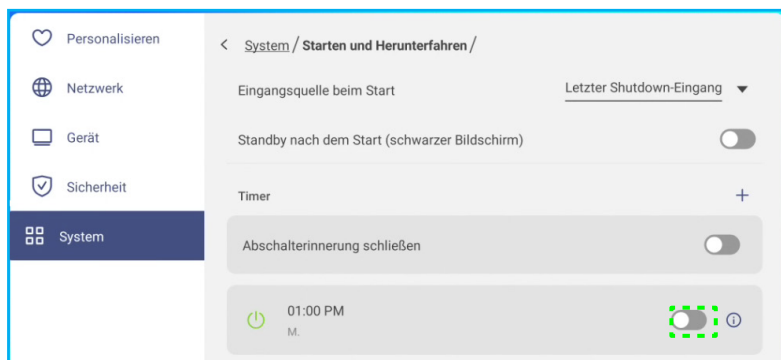 Personalisieren
Netzwerk
Gerät
Sicherheit
System
System / Starten und Herunterfahren /
Eingangsquelle beim Start
Letzter Shutdown-Eingang
Standby nach dem Start (schwarzer Bildschirm)
Timer
Abschalterinnerung schließen
01:00 PM
M.